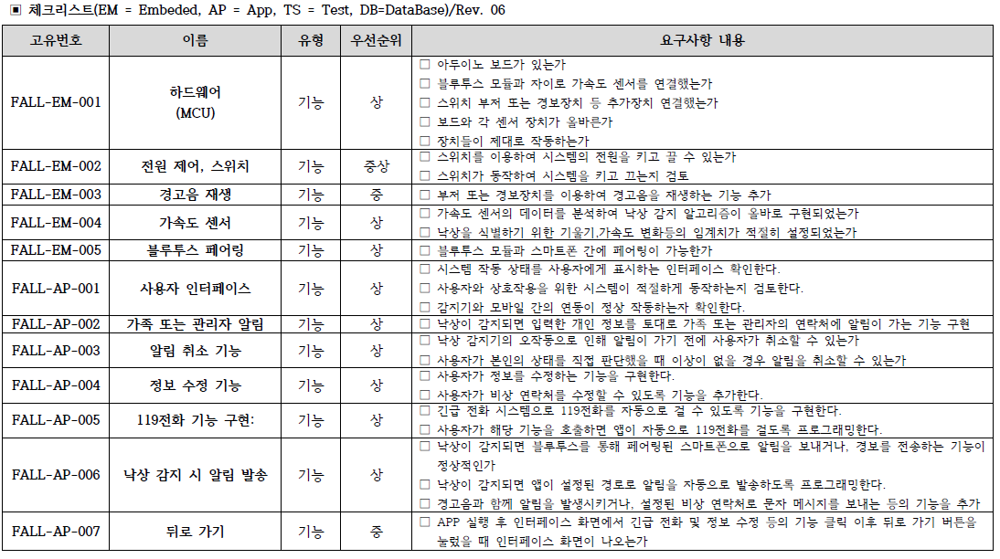 ▣ 체크리스트(EM = Embeded, AP = App, TS = Test, DB=DataBase)/Rev. 06
고유번호 이름 유형 우선순위 요구사항 내용
FALL-EM-001 하드웨어 (MCU) 기능 상
□ 아두이노 보드가 있는가
□ 블루투스 모듈과 자이로 가속도 센서를 연결했는가
□ 스위치 부저 또는 경보장치 등 추가장치 연결했는가
□ 보드와 각 센서 장치가 올바른가
□ 장치들이 제대로 작동하는가
FALL-EM-002 전원 제어, 스위치 기능 중상
□ 스위치를 이용하여 시스템의 전원을 키고 끌 수 있는가
□ 스위치가 동작하여 시스템을 키고 끄는지 검토
FALL-EM-003 경고음 재생 기능 중
□ 부저 또는 경보장치를 이용하여 경고음을 재생하는 기능 추가
FALL-EM-004 가속도 센서 기능 상
□ 가속도 센서의 데이터를 분석하여 낙상 감지 알고리즘이 올바로 구현되었는가
□ 낙상을 식별하기 위한 기울기,가속도 변화등의 임계치가 적절히 설정되었는가
FALL-EM-005 블루투스 페어링 기능 상
□ 블루투스 모듈과 스마트폰 간에 페어링이 가능한가
FALL-AP-001 사용자 인터페이스 기능 상
□ 시스템 작동 상태를 사용자에게 표시하는 인터페이스 확인한다.
□ 사용자와 상호작용을 위한 시스템이 적절하게 동작하는지 검토한다.
□ 감지기와 모바일 간의 연동이 정상 작동하는자 확인한다.
FALL-AP-002 가족 또는 관리자 알림 기능 상
□ 낙상이 감지되면 입력한 개인 정보를 토대로 가족 또는 관리자의 연락처에 알림이 가는 기능 구현
FALL-AP-003 알림 취소 기능 기능 상
□ 낙상 감지기의 오작동으로 인해 알림이 가기 전에 사용자가 취소할 수 있는가
□ 사용자가 본인의 상태를 직접 판단했을 때 이상이 없을 경우 알림을 취소할 수 있는가
FALL-AP-004 정보 수정 기능 기능 상
□ 사용자가 정보를 수정하는 기능을 구현한다.
□ 사용자가 비상 연락처를 수정할 수 있도록 기능을 추가한다.
FALL-AP-005 119전화 기능 구현: 기능 상
□ 긴급 전화 시스템으로 119전화를 자동으로 걸 수 있도록 기능을 구현한다.
□ 사용자가 해당 기능을 호출하면 앱이 자동으로 119전화를 걸도록 프로그래밍한다.
FALL-AP-006 낙상 감지 시 알림 발송 기능 상
□ 낙상이 감지되면 블루투스를 통해 페어링된 스마트폰으로 알림을 보내거나, 경보를 전송하는 기능이
정상적인가
□ 낙상이 감지되면 앱이 설정된 경로로 알림을 자동으로 발송하도록 프로그래밍한다.
□ 경고음과 함께 알림을 발생시키거나, 설정된 비상 연락처로 문자 메시지를 보내는 등의 기능을 추가
FALL-AP-007 뒤로 가기 기능 중
□ APP 실행 후 인터페이스 화면에서 긴급 전화 및 정보 수정 등의 기능 클릭 이후 뒤로 가기 버튼을
눌렀을 때 인터페이스 화면이 나오는가